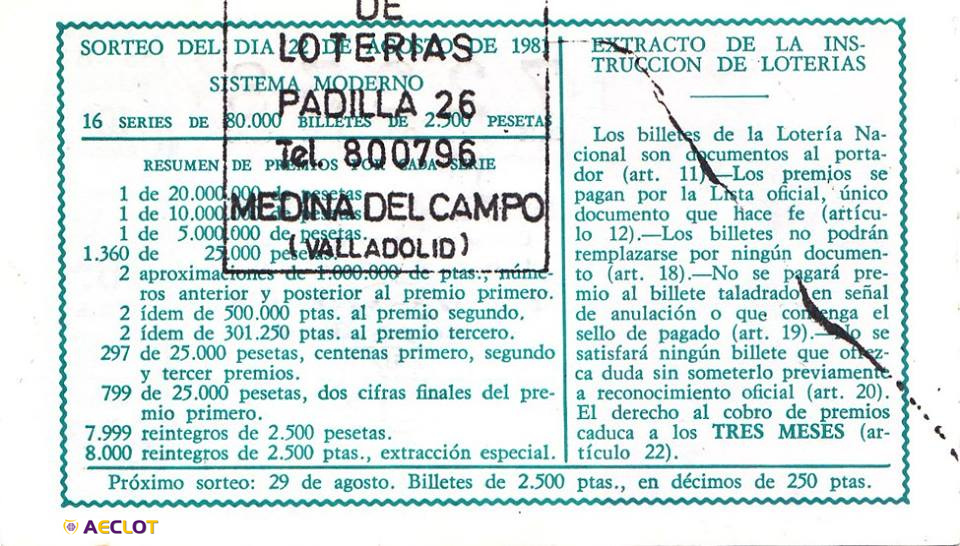 DE
LOTERIAS
PADILLA 26
Tel. 800796
MEDINA DEL CAMPO
(VALLADOLID)
SORTEO DEL DIA 22 DE AGOSTO DE 1981
SISTEMA MODERNO
16 SERIES DE 80.000 BILLETES DE 2.500 PESETAS
RESUMEN DE PREMIOS POR CADA SERIE
1 de 20.000.000 de pesetas.
1 de 10.000.000 de pesetas.
1 de 5.000.000 de pesetas.
1.360 de 25.000 pesetas.
2 aproximaciones de 1.000.000 de ptas., núme-
ros anterior y posterior al premio primero.
2 ídem de 500.000 ptas. al premio segundo.
2 ídem de 301.250 ptas. al premio tercero.
297 de 25.000 pesetas, centenas primero, segundo
y tercer premios.
799 de 25.000 pesetas, dos cifras finales del pre-
mio primero.
7.999 reintegros de 2.500 pesetas.
8.000 reintegros de 2.500 ptas., extracción especial.
EXTRACTO DE LA INS-
TRUCCION DE LOTERIAS
Los billetes de la Lotería Na-
cional son documentos al porta-
dor (art. 11).—Los premios se
pagan por la Lista oficial, único
documento que hace fe (artícu-
lo 12).—Los billetes no podrán
remplazarse por ningún documen-
to (art. 18).—No se pagará pre-
mio al billete taladrado en señal
de anulación o que contenga el
sello de pagado (art. 19).—No se
satisfará ningún billete que ofrez-
ca duda sin someterlo previamente
a reconocimiento oficial (art. 20).
El derecho al cobro de premios
caduca a los TRES MESES (ar-
tículo 22).
Próximo sorteo: 29 de agosto. Billetes de 2.500 ptas., en décimos de 250 ptas.
AECLOT